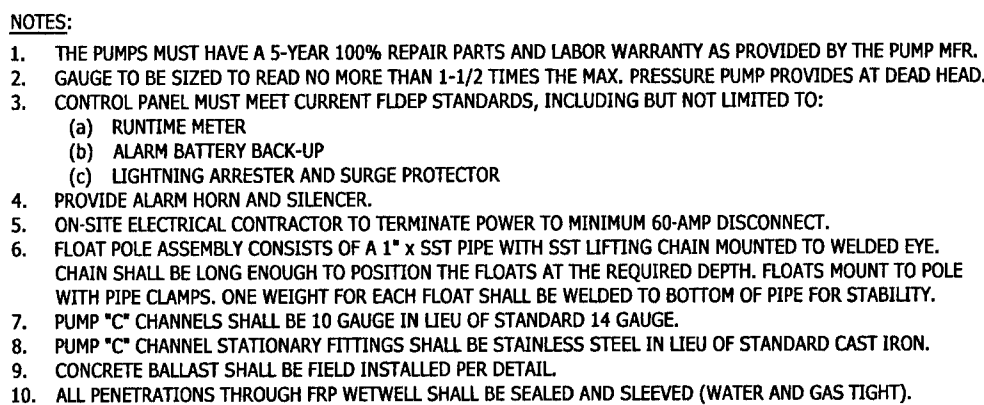 NOTES:
1. THE PUMPS MUST HAVE A 5-YEAR 100% REPAIR PARTS AND LABOR WARRANTY AS PROVIDED BY THE PUMP MFR.
2. GAUGE TO BE SIZED TO READ NO MORE THAN 1-1/2 TIMES THE MAX. PRESSURE PUMP PROVIDES AT DEAD HEAD.
3. CONTROL PANEL MUST MEET CURRENT FLDEP STANDARDS, INCLUDING BUT NOT LIMITED TO:
(a) RUNTIME METER
(b) ALARM BATTERY BACK-UP
(c) LIGHTNING ARRESTER AND SURGE PROTECTOR
4. PROVIDE ALARM HORN AND SILENCER.
5. ON-SITE ELECTRICAL CONTRACTOR TO TERMINATE POWER TO MINIMUM 60-AMP DISCONNECT.
6. FLOAT POLE ASSEMBLY CONSISTS OF A 1" x SST PIPE WITH SST LIFTING CHAIN MOUNTED TO WELDED EYE.
CHAIN SHALL BE LONG ENOUGH TO POSITION THE FLOATS AT THE REQUIRED DEPTH. FLOATS MOUNT TO POLE
WITH PIPE CLAMPS. ONE WEIGHT FOR EACH FLOAT SHALL BE WELDED TO BOTTOM OF PIPE FOR STABILITY.
7. PUMP "C" CHANNELS SHALL BE 10 GAUGE IN LIEU OF STANDARD 14 GAUGE.
8. PUMP "C" CHANNEL STATIONARY FITTINGS SHALL BE STAINLESS STEEL IN LIEU OF STANDARD CAST IRON.
9. CONCRETE BALLAST SHALL BE FIELD INSTALLED PER DETAIL.
10. ALL PENETRATIONS THROUGH FRP WETWELL SHALL BE SEALED AND SLEEVED (WATER AND GAS TIGHT).